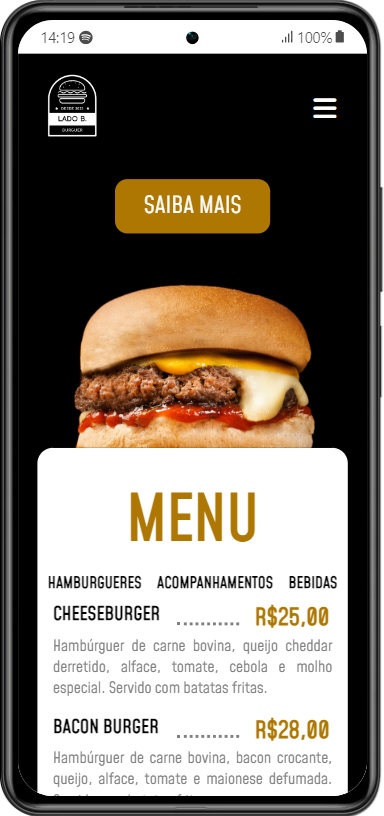 14:19
100%
DESDE 2021
LADO B.
BURGUER
SAIBA MAIS
MENU
HAMBURGUERES ACOMPANHAMENTOS BEBIDAS
CHEESEBURGER .......... R$25,00
Hambúrguer de carne bovina, queijo cheddar
derretido, alface, tomate, cebola e molho
especial. Servido com batatas fritas.
BACON BURGER .......... R$28,00
Hambúrguer de carne bovina, bacon crocante,
queijo, alface, tomate e maionese defumada.